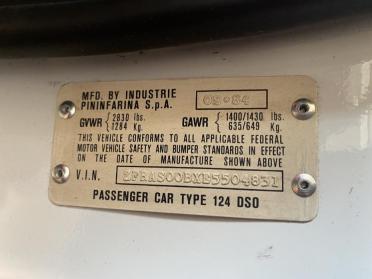 MFD. BY INDUSTRIE
PININFARINA S.p.A. 09•84
GVWR 2830 lbs. 1284 Kg. GAWR 1400/1430 lbs. 635/649 Kg.
THIS VEHICLE CONFORMS TO ALL APPLICABLE FEDERAL
MOTOR VEHICLE SAFETY AND BUMPER STANDARDS IN EFFECT
ON THE DATE OF MANUFACTURE SHOWN ABOVE
V.I.N.
PASSENGER CAR TYPE 124 DSO